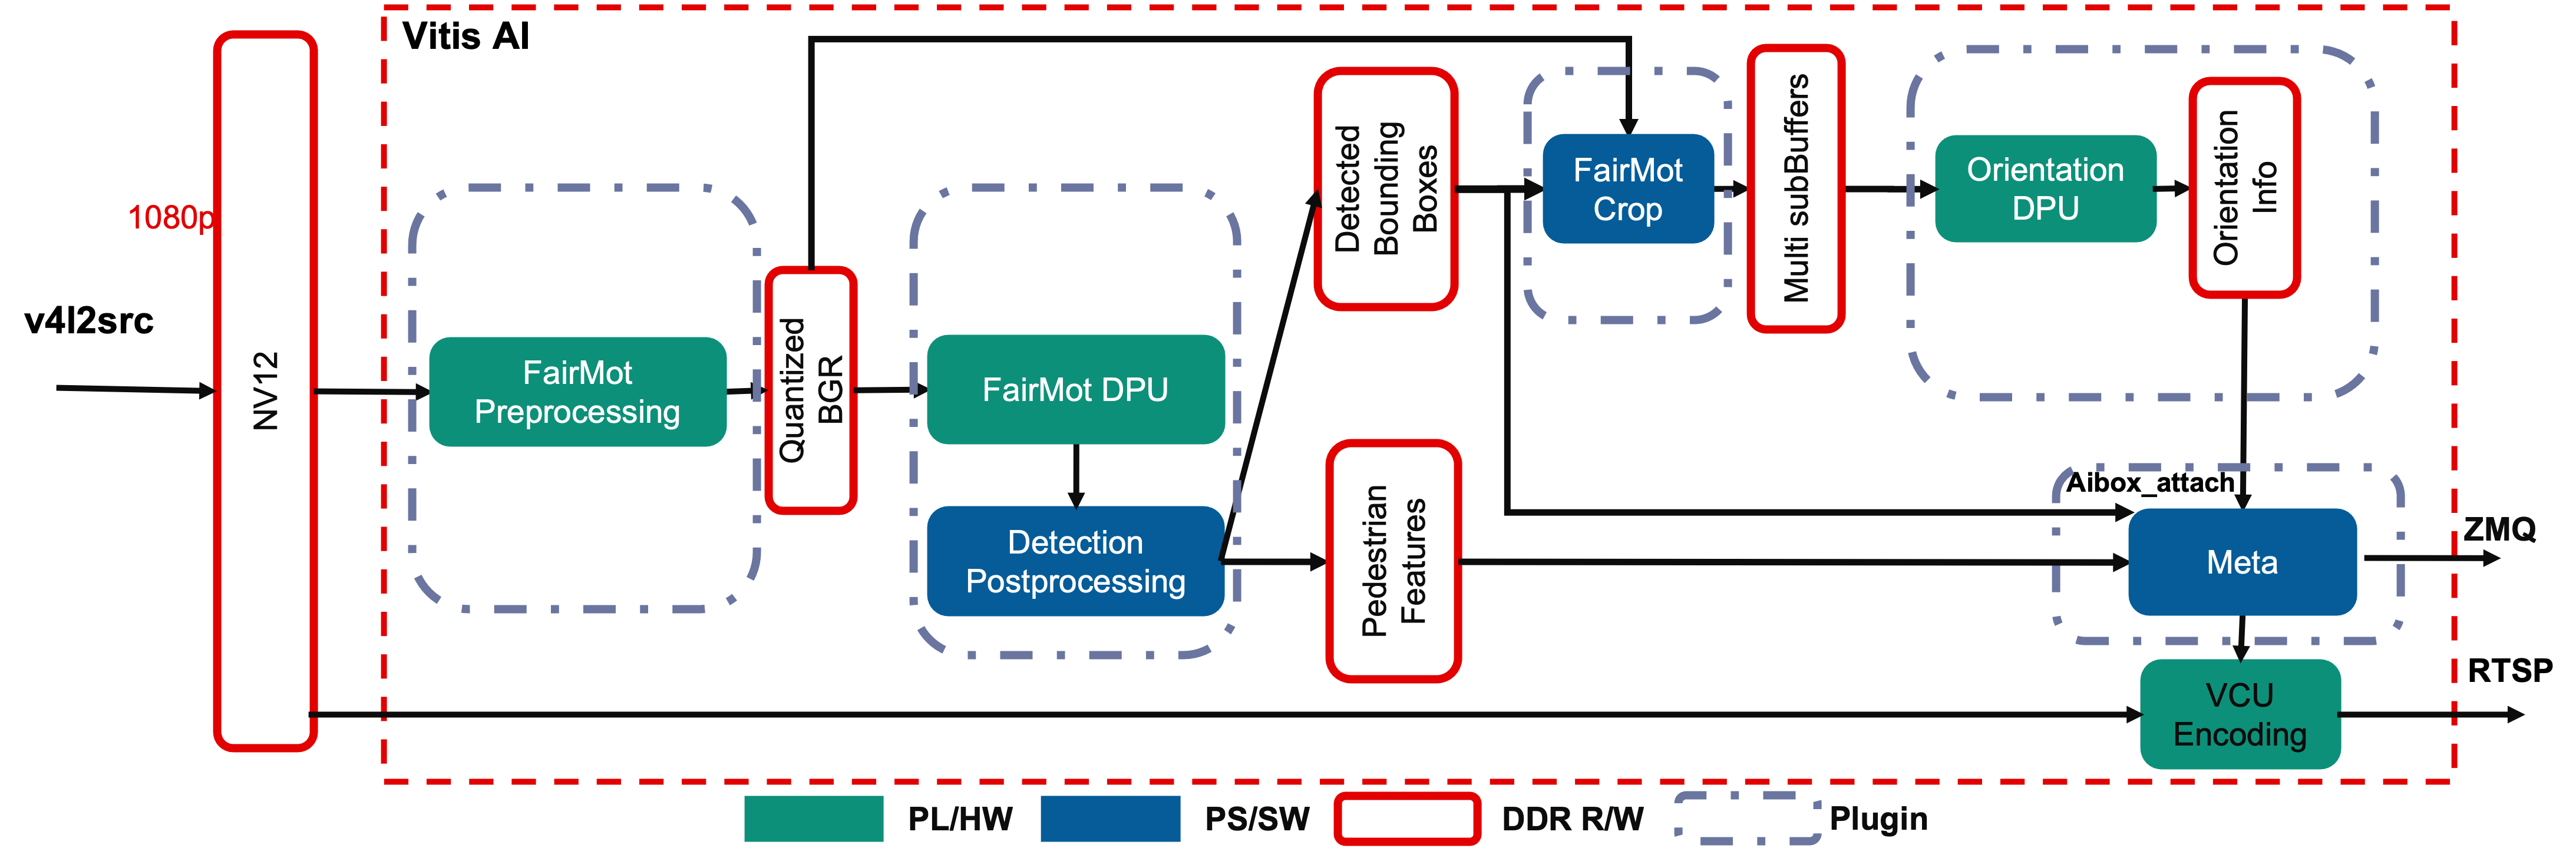 Vitis AI
1080p
v4l2src
NV12
FairMot
Preprocessing
Quantized
BGR
FairMot DPU
Detection
Postprocessing
Detected
Bounding
Boxes
Pedestrian
Features
FairMot
Crop
Multi subBuffers
Orientation
DPU
Orientation
Info
Aibox_attach
Meta
ZMQ
VCU
Encoding
RTSP
PL/HW
PS/SW
DDR R/W
Plugin